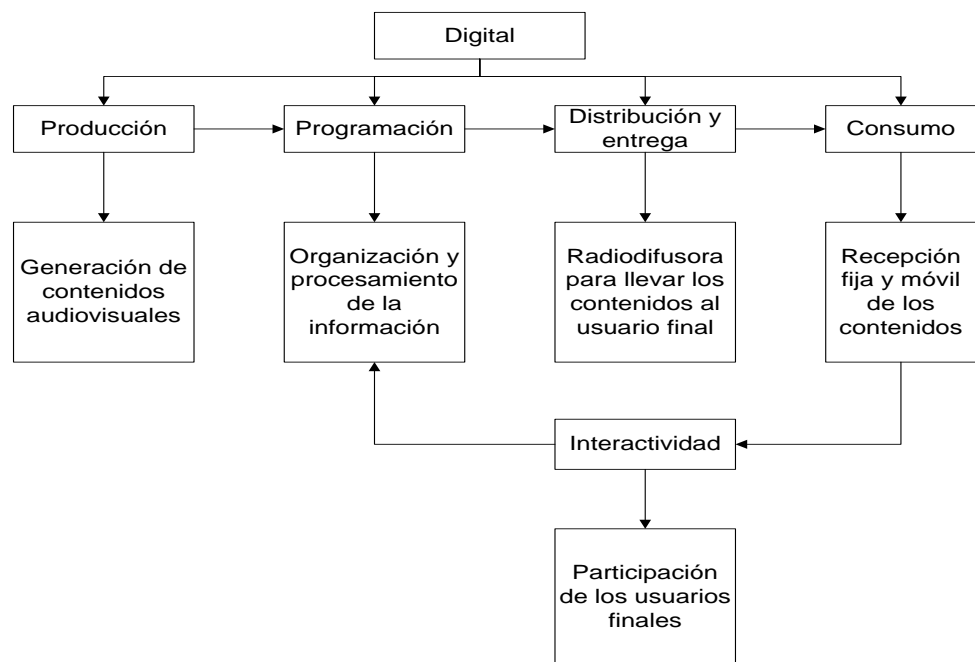 Digital
Producción
Programación
Distribución y
entrega
Consumo
Generación de
contenidos
audiovisuales
Organización y
procesamiento
de la
información
Radiodifusora
para llevar los
contenidos al
usuario final
Recepción
fija y móvil
de los
contenidos
Interactividad
Participación
de los usuarios
finales